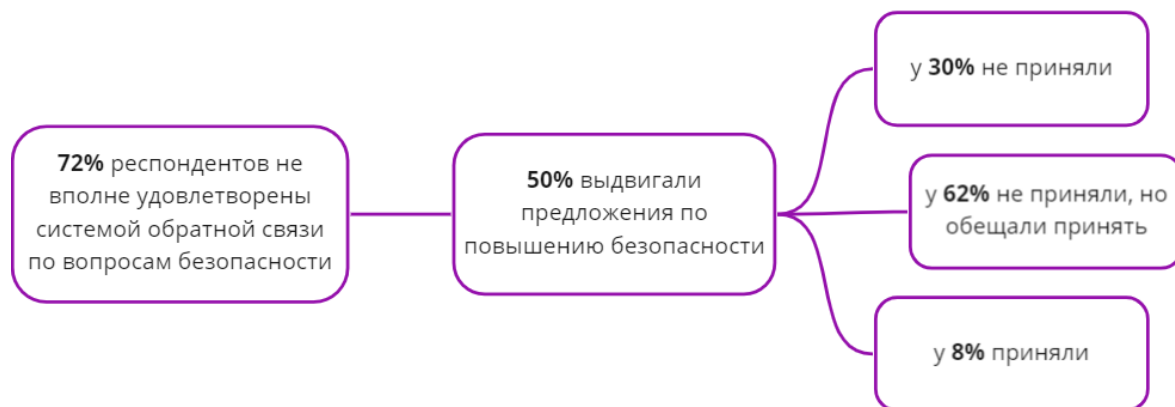 72% респондентов не
вполне удовлетворены
системой обратной связи
по вопросам безопасности
50% выдвигали
предложения по
повышению безопасности
у 30% не приняли
у 62% не приняли, но
обещали принять
у 8% приняли